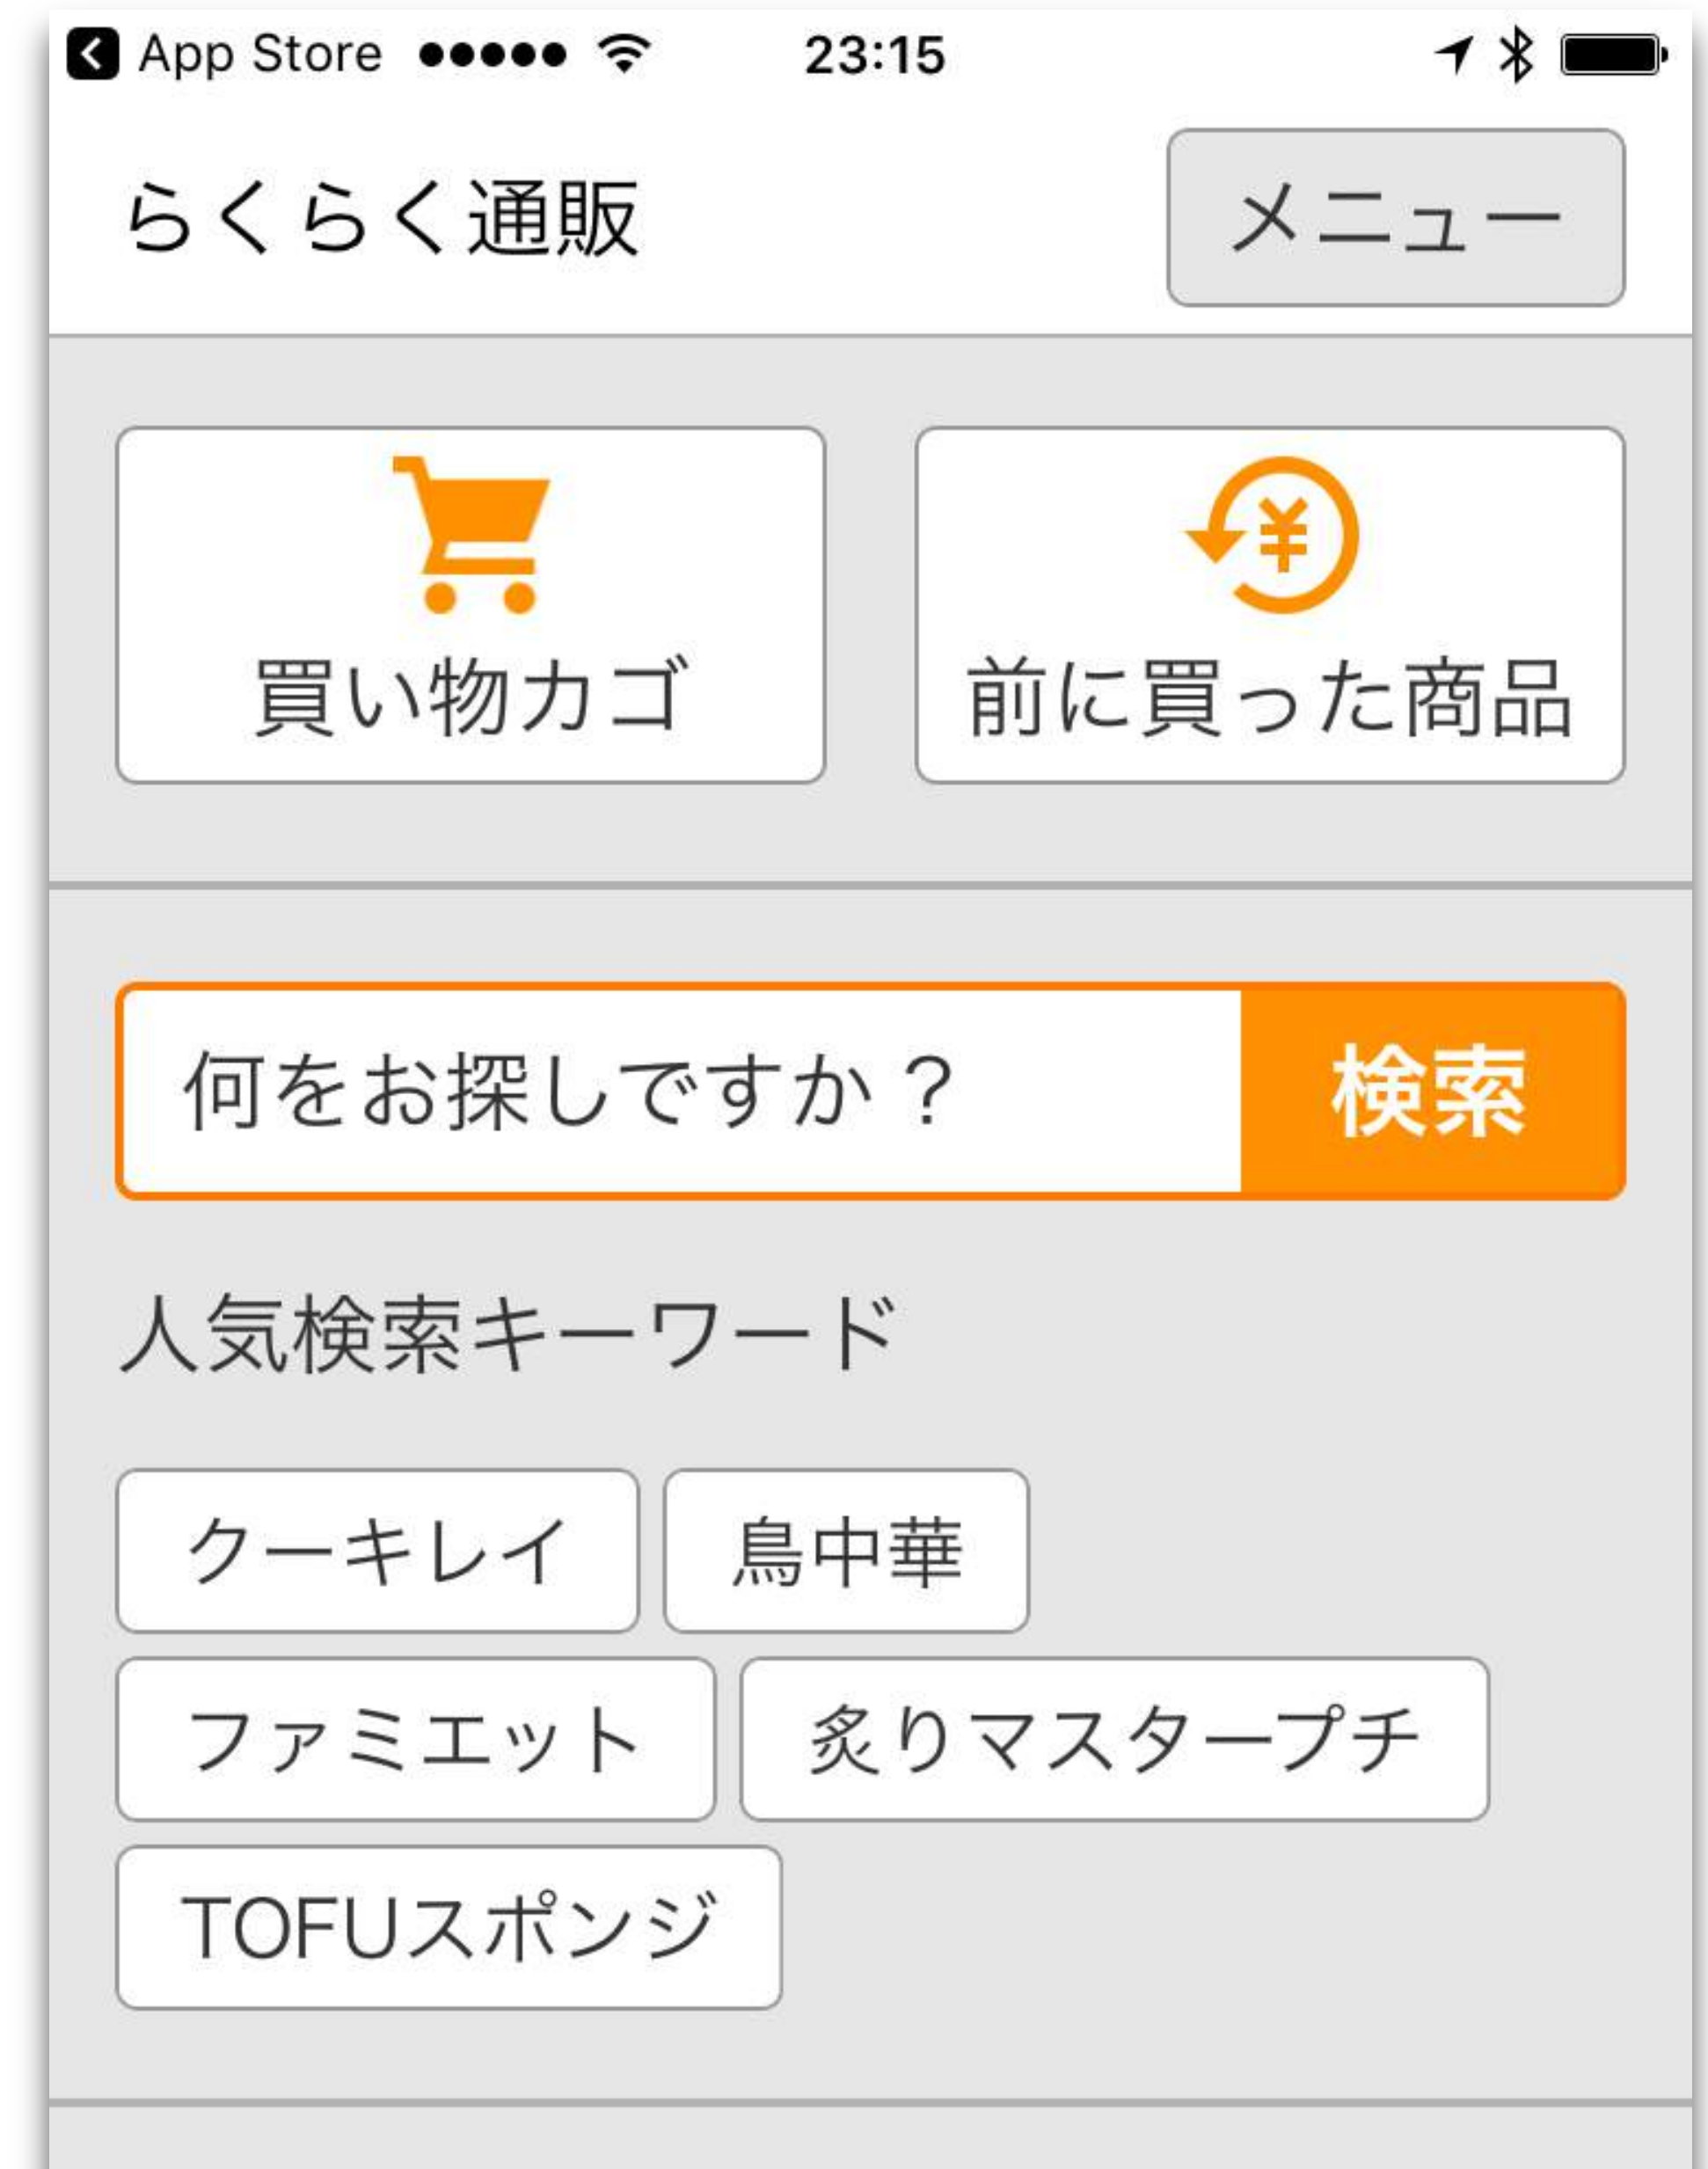 App Store 23:15
らくらく通販 メニュー
買い物カゴ 前に買った商品
何をお探しですか？ 検索
人気検索キーワード
クーキレイ 鳥中華
ファミエット 炙りマスタープチ
TOFUスポンジ